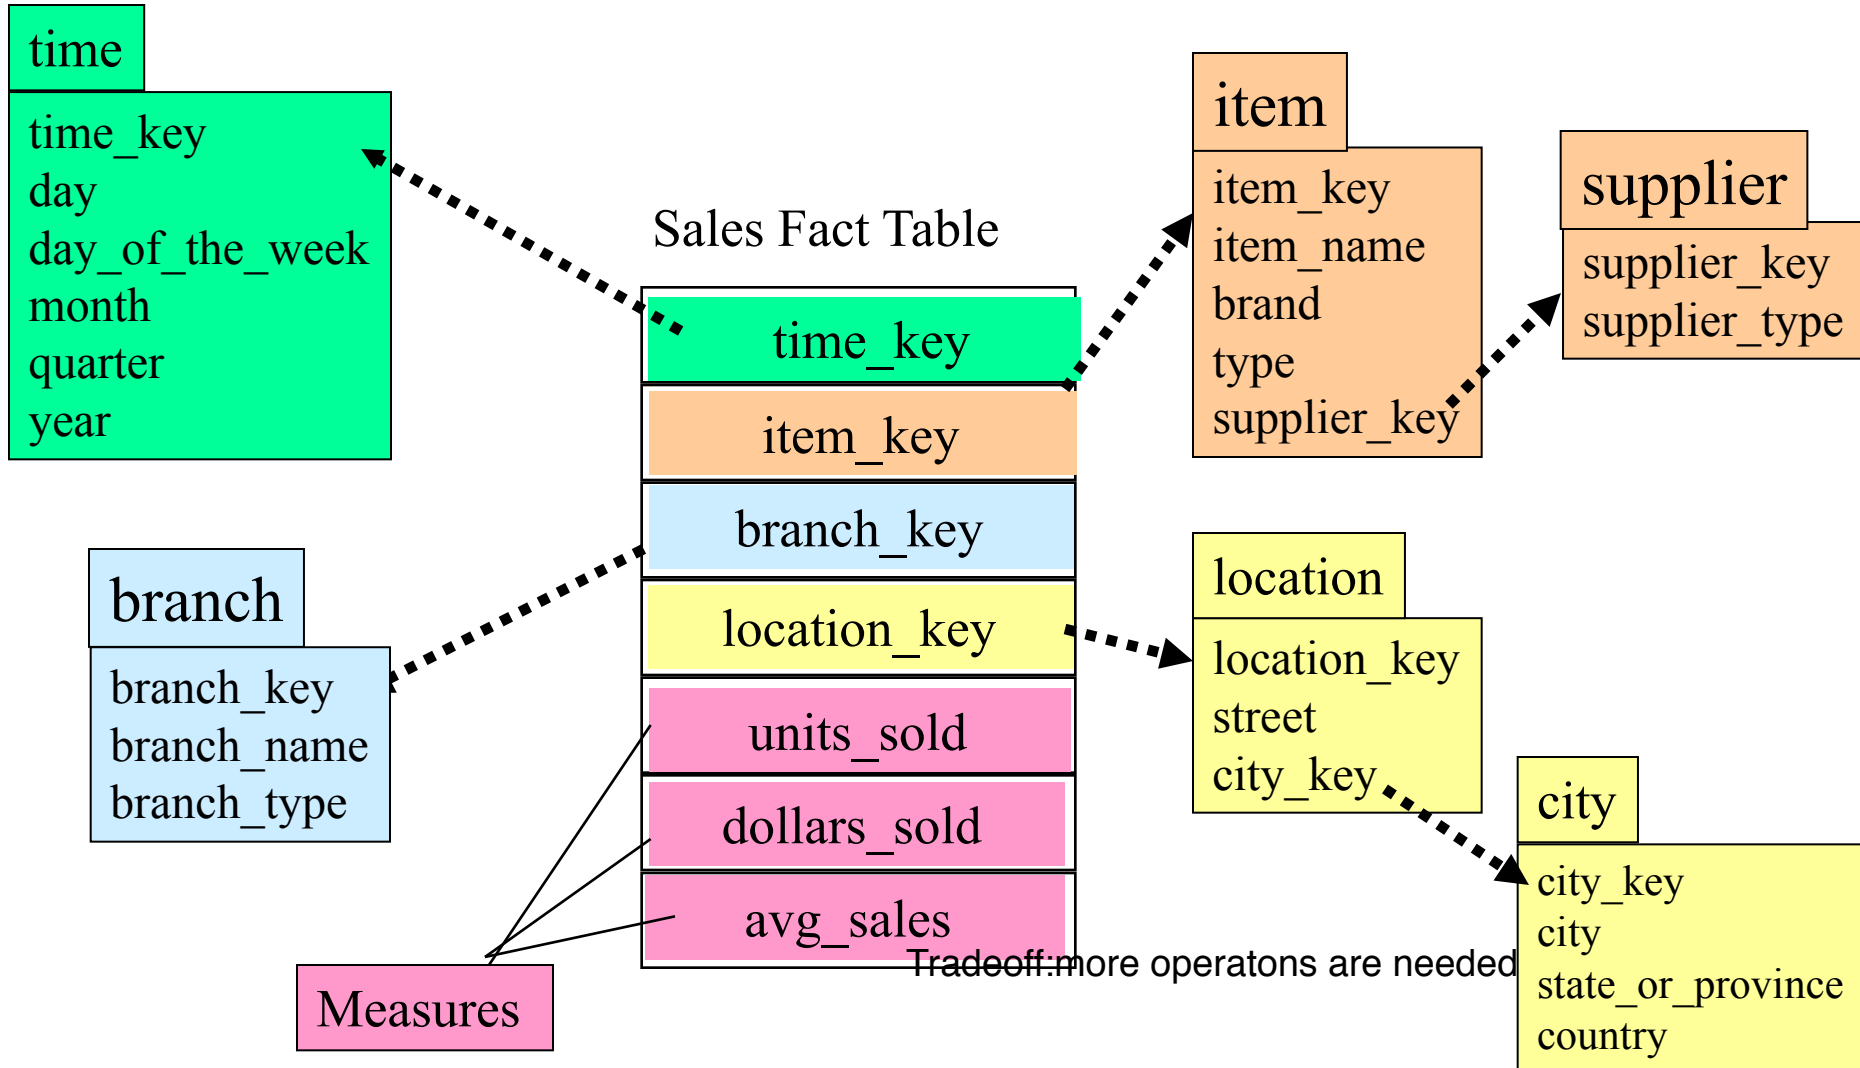 time
time_key
day
day_of_the_week
month
quarter
year
Sales Fact Table
time_key
item_key
branch_key
location_key
units_sold
dollars_sold
avg_sales
item
item_key
item_name
brand
type
supplier_key
supplier
supplier_key
supplier_type
branch
branch_key
branch_name
branch_type
location
location_key
street
city_key
city
city_key
city
state_or_province
country
Measures
Tradeoff:more operatons are needed